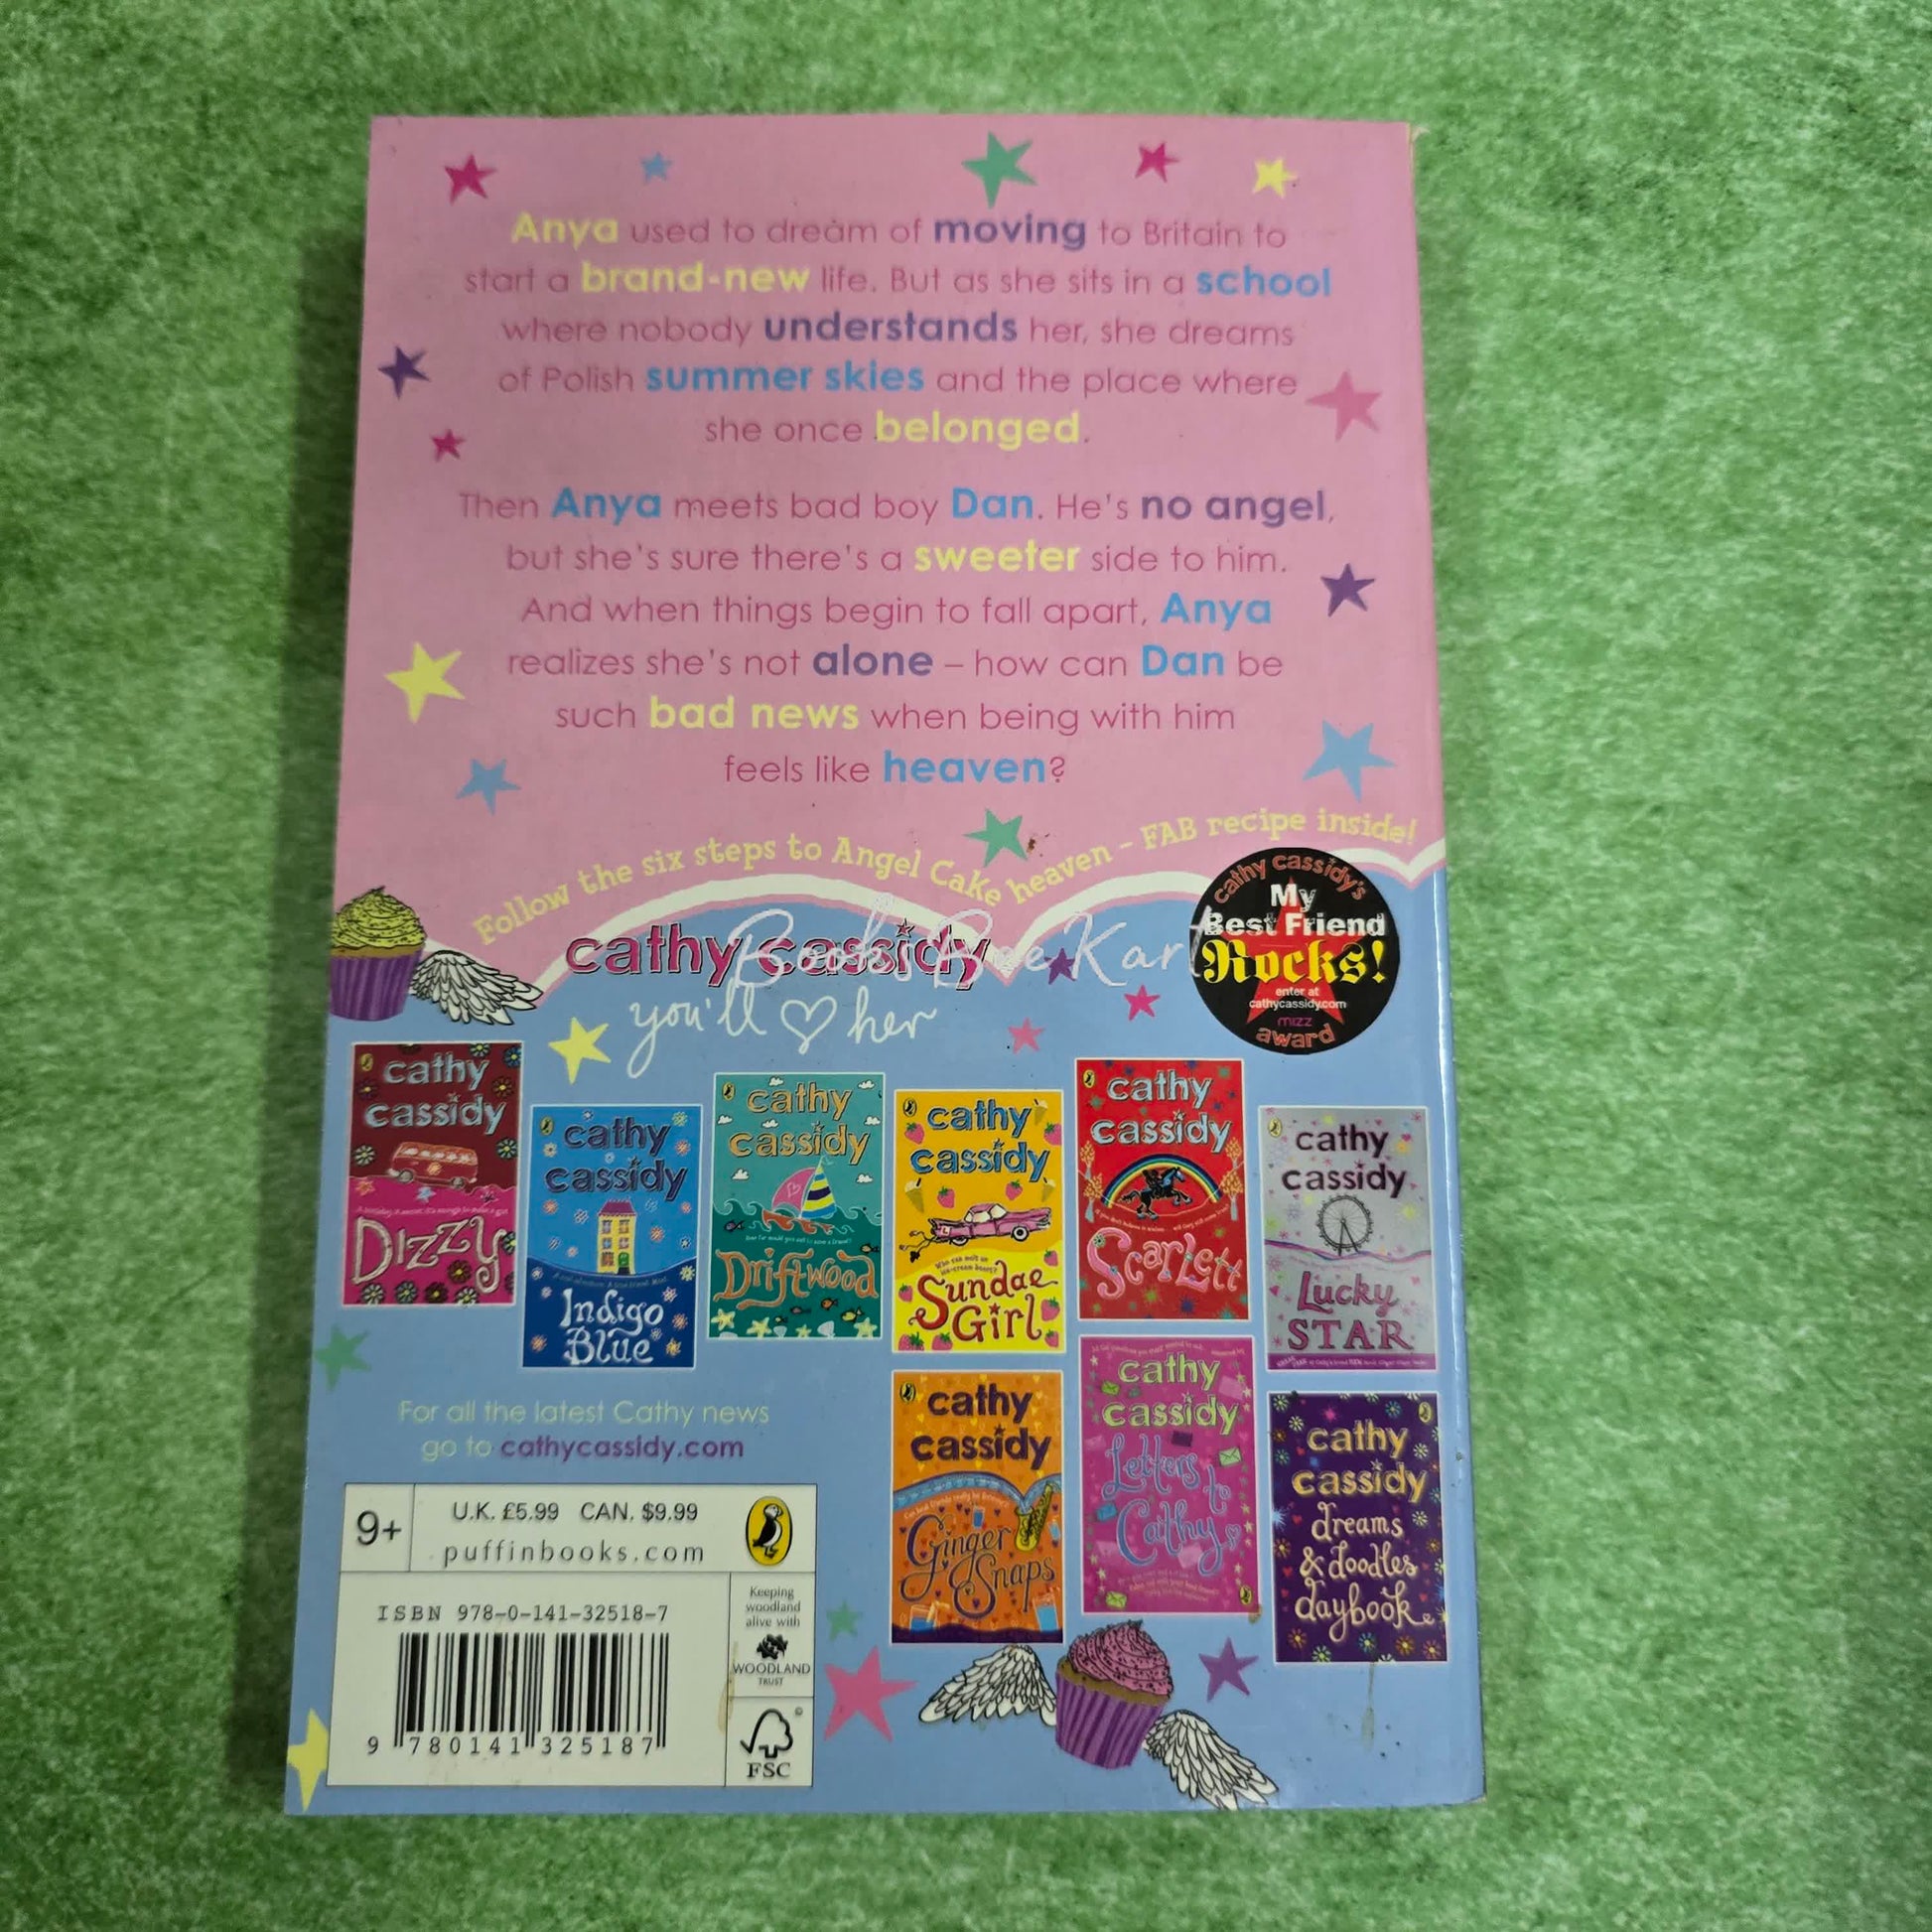 Anya used to dream of moving to Britain to
start a brand-new life. But as she sits in a school
where nobody understands her, she dreams
of Polish summer skies and the place where
she once belonged.
Then Anya meets bad boy Dan. He's no angel,
but she's sure there's a sweeter side to him.
And when things begin to fall apart, Anya
realizes she's not alone – how can Dan be
such bad news when being with him
feels like heaven?
Follow the six steps to Angel Cake heaven – FAB recipe inside!
cathy cassidy
Books Bee Kart
you'll ♡ her
cathy cassidy's
My
Best Friend
Rocks!
enter at
cathycassidy.com
mizz
award
cathy
cassidy
Dizzy
cathy
cassidy
Indigo
Blue
cathy
cassidy
Driftwood
cathy
cassidy
Sundae
Girl
cathy
cassidy
Scarlett
cathy
cassidy
Lucky
STAR
cathy
cassidy
Ginger
Snaps
cathy
cassidy
Letters
to
Cathy
cathy
cassidy
dreams
& doodles
daybook
For all the latest Cathy news
go to cathycassidy.com
9+
U.K. £5.99 CAN. $9.99
puffinbooks.com
ISBN 978-0-141-32518-7
9 780141 325187
Keeping
woodland
alive with
WOODLAND
TRUST
©
FSC